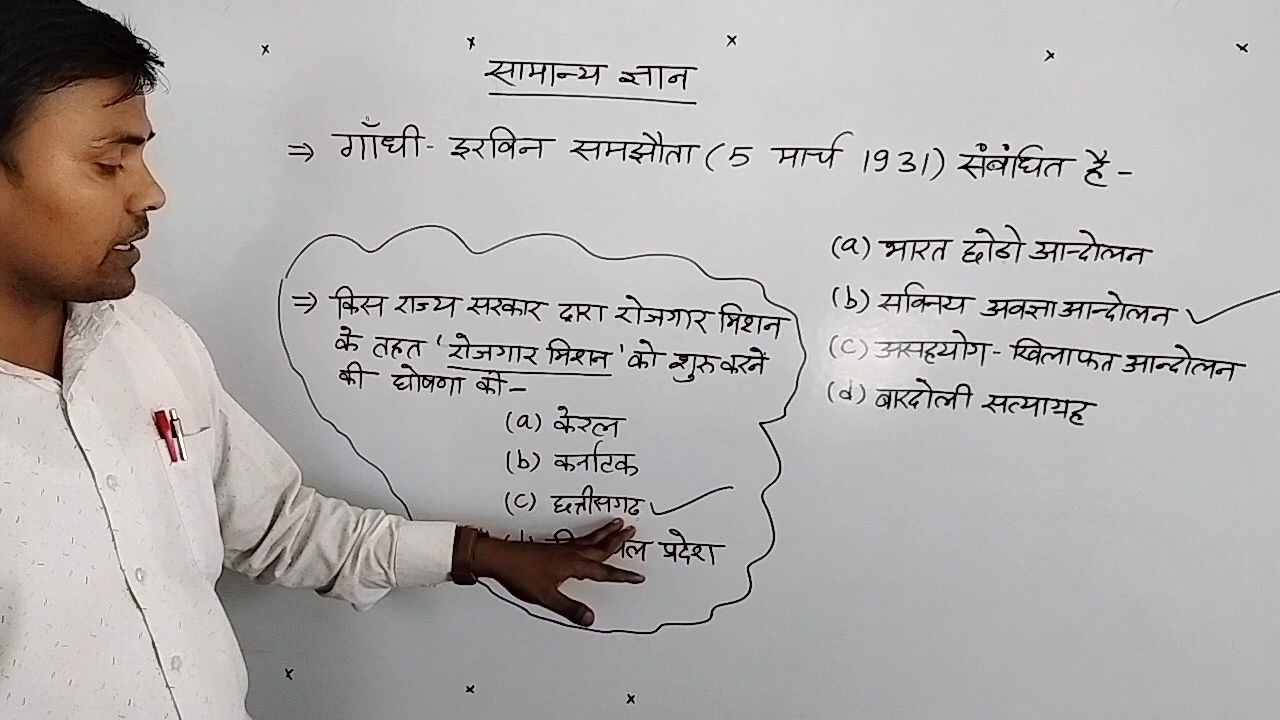 सामान्य ज्ञान
⇒ गाँधी - इरविन समझौता (5 मार्च 1931) संबंधित है -
(a) भारत छोडो आन्दोलन
(b) सविनय अवज्ञा आन्दोलन ✓
(c) असहयोग - खिलाफत आन्दोलन
(d) बारदोली सत्याग्रह
⇒ किस राज्य सरकार द्वारा रोजगार मिशन
के तहत 'रोजगार मिशन' को शुरु करने
की घोषणा की -
(a) केरल
(b) कर्नाटक
(c) छत्तीसगढ़ ✓
प्रदेश